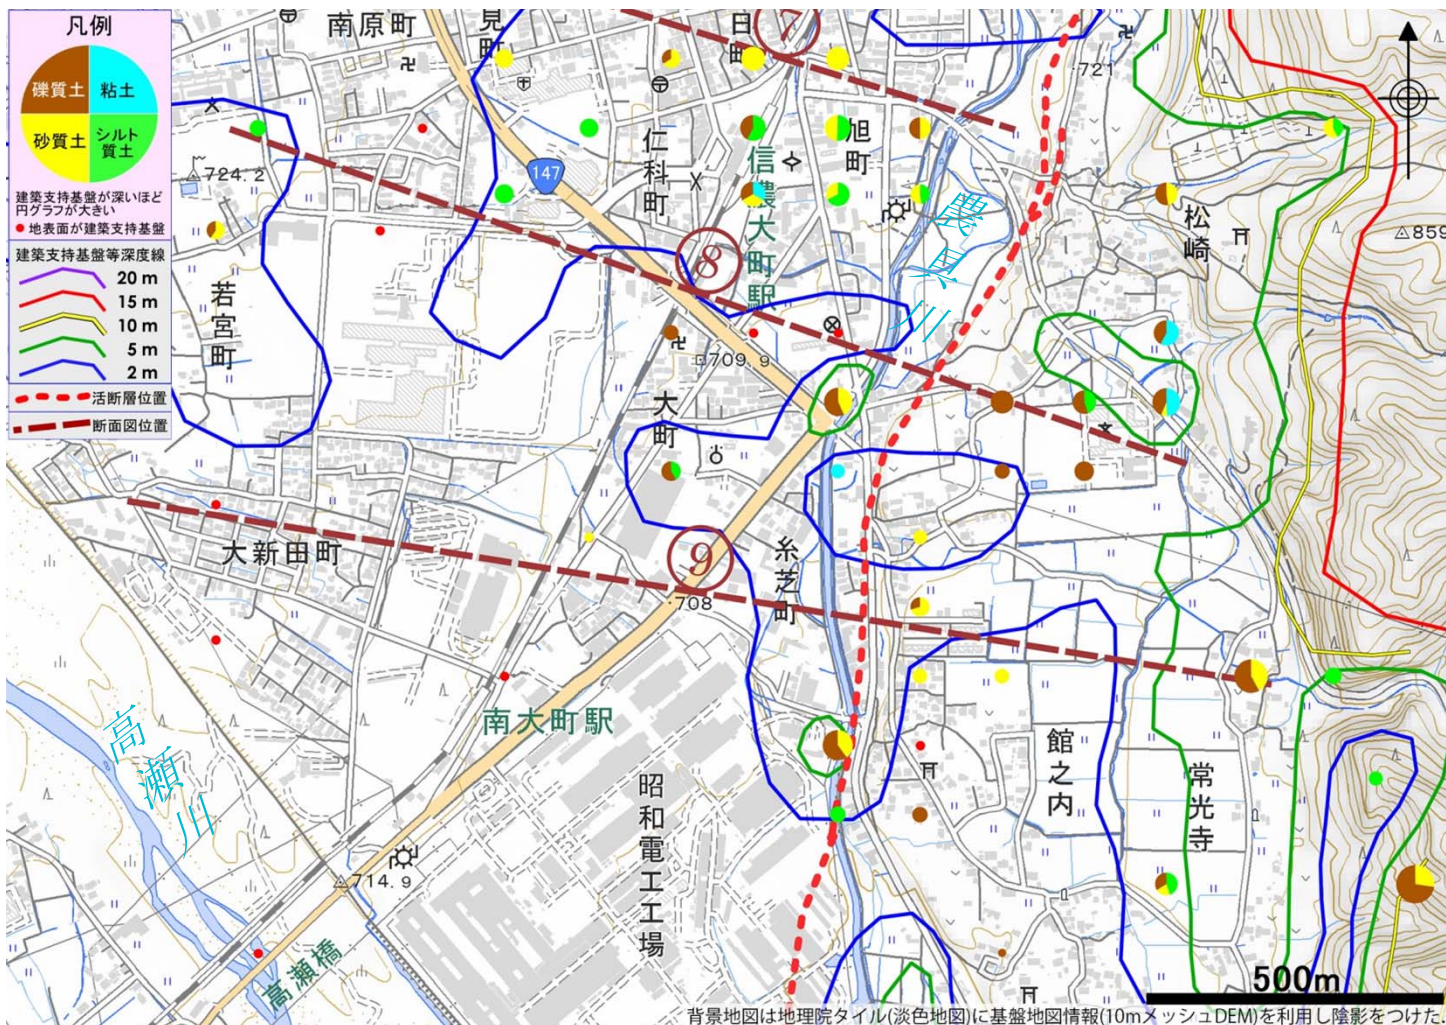 凡例
礫質土
粘土
砂質土
シルト
質土
建築支持基盤が深いほど
円グラフが大きい
地表面が建築支持基盤
建築支持基盤等深度線
20 m
15 m
10 m
5 m
2 m
活断層位置
断面図位置
南原町
見町
日町
7
721
724.2
147
仁科町
旭町
信濃大町駅
農具川
松崎
859
若宮町
8
709.9
大町
大新田町
9
708
糸芝町
南大町駅
高瀬川
館之内
常光寺
昭和電工工場
714.9
高瀬橋
500m
背景地図は地理院タイル(淡色地図)に基盤地図情報(10mメッシュDEM)を利用し陰影をつけた.